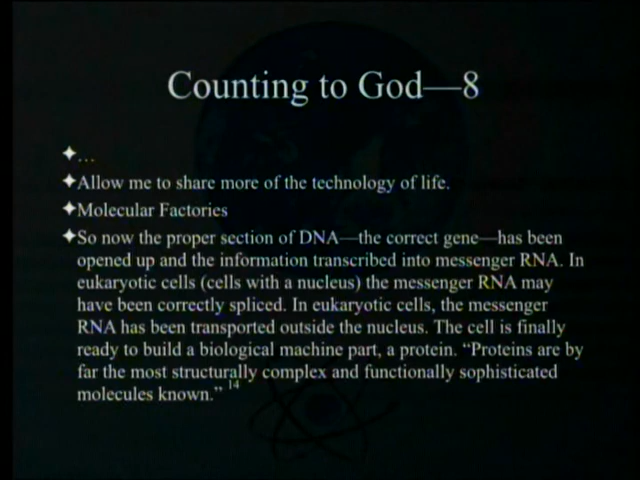 Counting to God—8
✦…
✦Allow me to share more of the technology of life.
✦Molecular Factories
✦So now the proper section of DNA—the correct gene—has been
opened up and the information transcribed into messenger RNA. In
eukaryotic cells (cells with a nucleus) the messenger RNA may
have been correctly spliced. In eukaryotic cells, the messenger
RNA has been transported outside the nucleus. The cell is finally
ready to build a biological machine part, a protein. “Proteins are by
far the most structurally complex and functionally sophisticated
molecules known.” 14